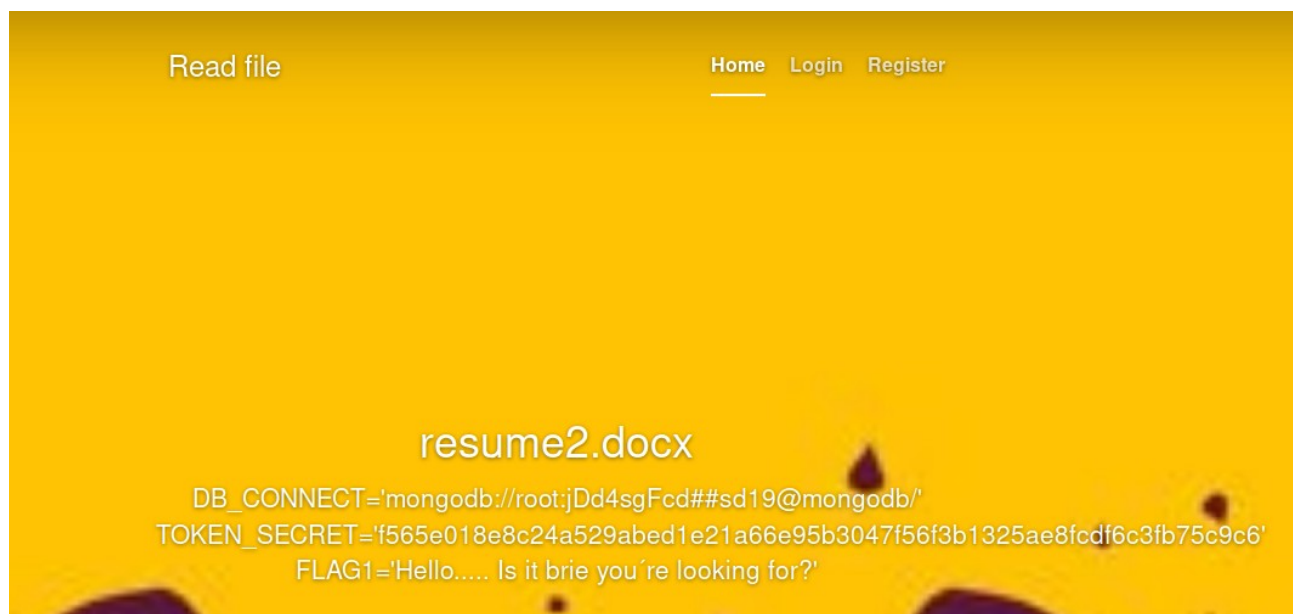 Read file
Home Login Register
resume2.docx
DB_CONNECT='mongodb://root:jDd4sgFcd##sd19@mongodb/'
TOKEN_SECRET='f565e018e8c24a529abed1e21a66e95b3047f56f3b1325ae8fcdf6c3fb75c9c6'
FLAG1='Hello..... Is it brie you´re looking for?'